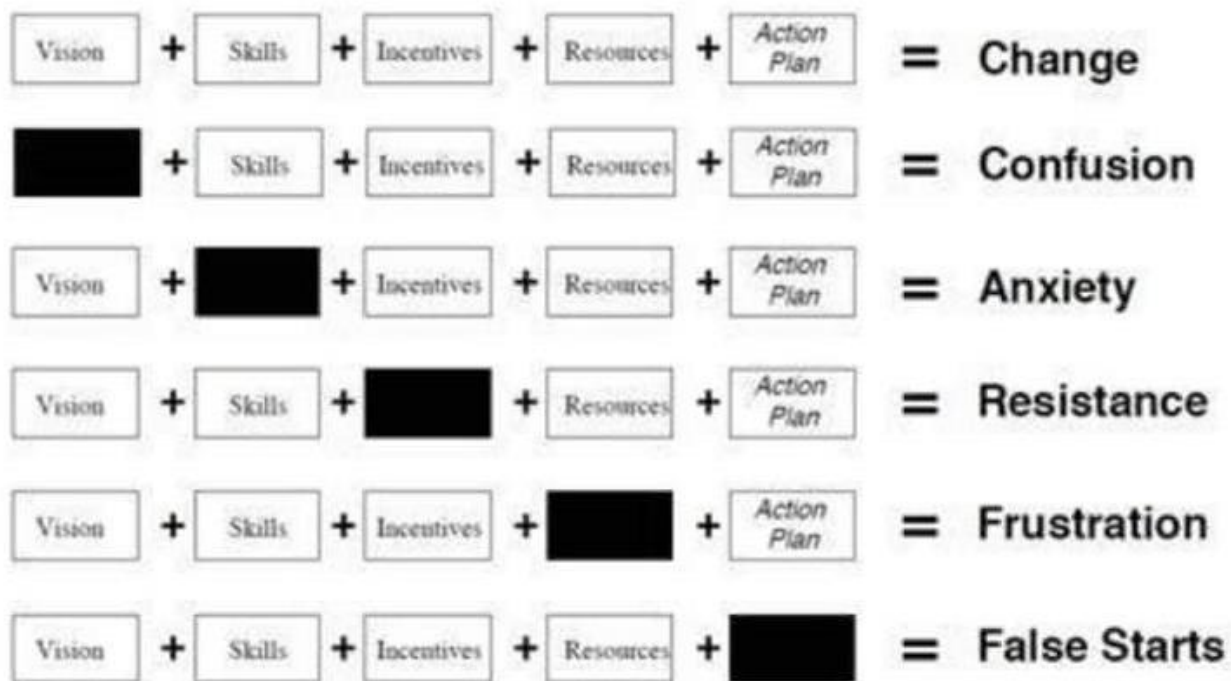 Vision + Skills + Incentives + Resources + Action Plan = Change
+ Skills + Incentives + Resources + Action Plan = Confusion
Vision + + Incentives + Resources + Action Plan = Anxiety
Vision + Skills + + Resources + Action Plan = Resistance
Vision + Skills + Incentives + + Action Plan = Frustration
Vision + Skills + Incentives + Resources + = False Starts